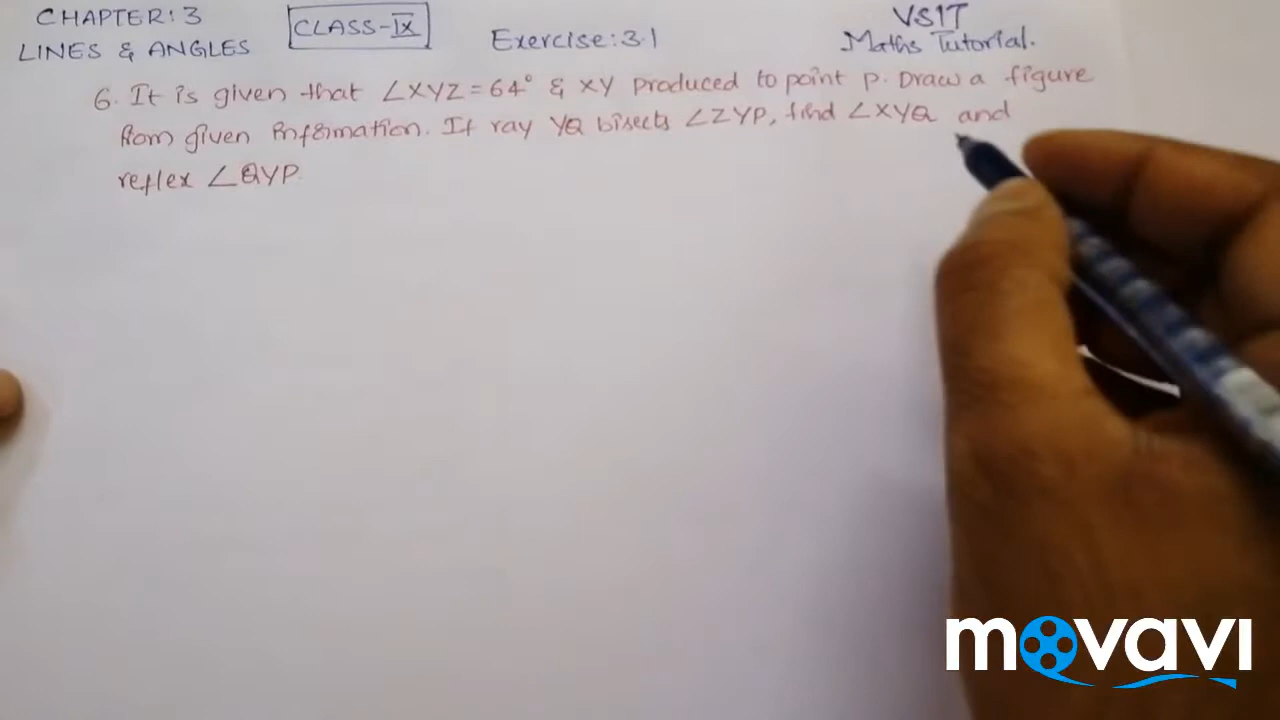 CHAPTER: 3
LINES & ANGLES
CLASS-IX
Exercise: 3.1
VSIT
Maths Tutorial.
6. It is given that ∠XYZ = 64° & XY produced to point p. Draw a figure
from given information. If ray YQ bisects ∠ZYP, find ∠XYQ and
reflex ∠QYP.
movavi